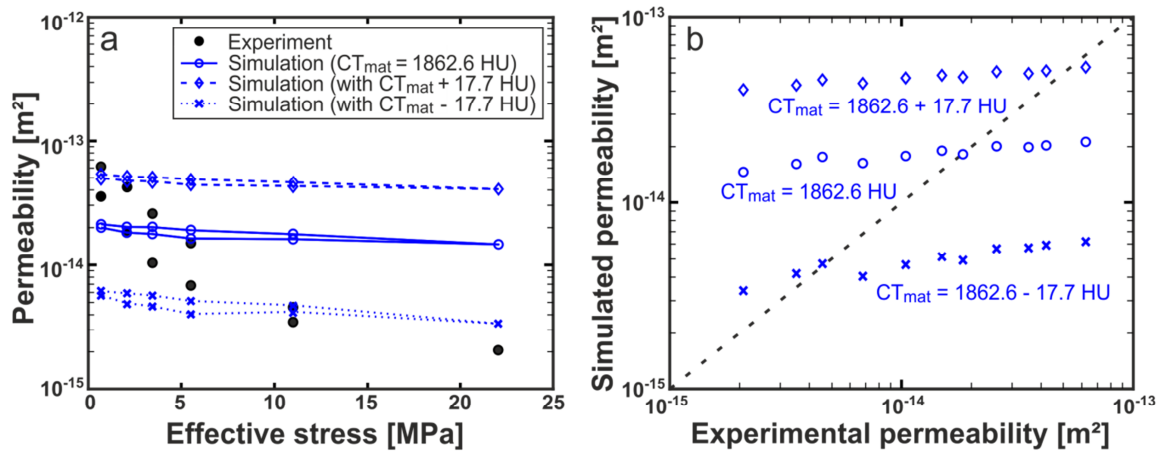 a
Experiment
Simulation (CTmat = 1862.6 HU)
Simulation (with CTmat + 17.7 HU)
Simulation (with CTmat - 17.7 HU)
10-12
10-13
10-14
10-15
Permeability [m²]
0
5
10
15
20
25
Effective stress [MPa]
b
CTmat = 1862.6 + 17.7 HU
CTmat = 1862.6 HU
CTmat = 1862.6 - 17.7 HU
10-13
10-14
10-15
Simulated permeability [m²]
10-15
10-14
10-13
Experimental permeability [m²]